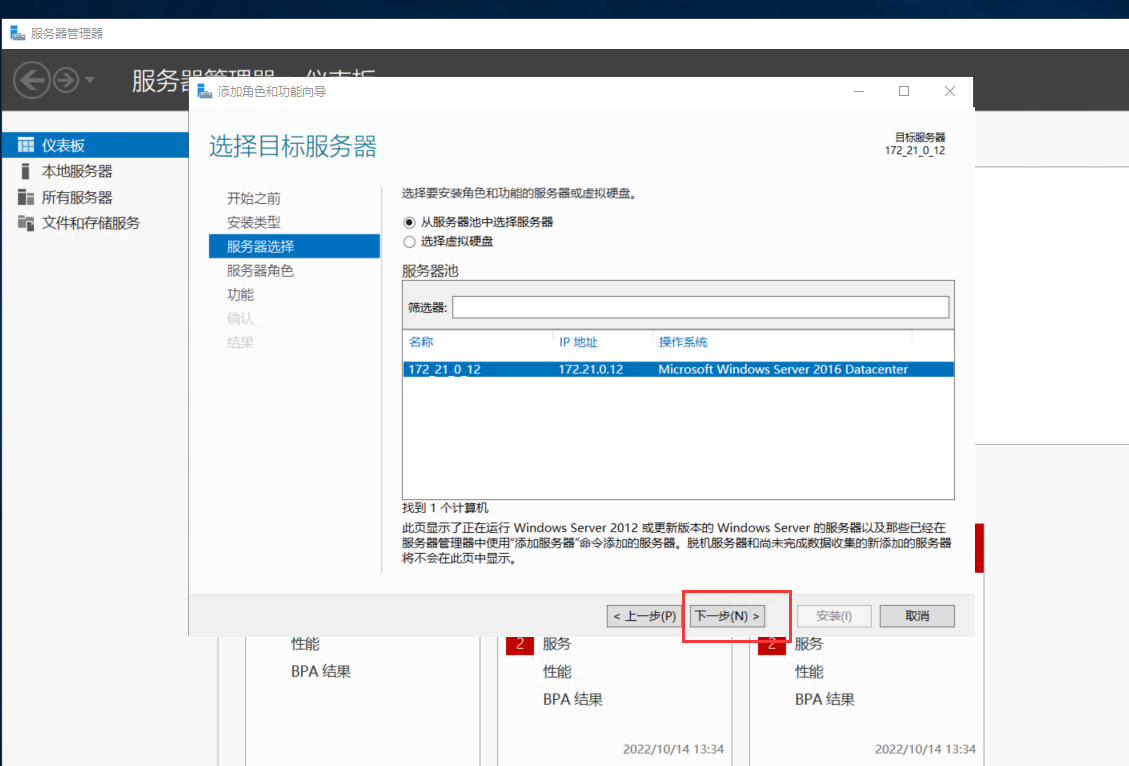 服务器管理器
添加角色和功能向导
选择目标服务器
目标服务器
172_21_0_12
仪表板
本地服务器
所有服务器
文件和存储服务
开始之前
安装类型
服务器选择
服务器角色
功能
确认
结果
选择要安装角色和功能的服务器或虚拟硬盘。
从服务器池中选择服务器
选择虚拟硬盘
服务器池
筛选器:
名称 IP 地址 操作系统
172_21_0_12 172.21.0.12 Microsoft Windows Server 2016 Datacenter
找到 1 个计算机
此页显示了正在运行 Windows Server 2012 或更新版本的 Windows Server 的服务器以及那些已经在
服务器管理器中使用"添加服务器"命令添加的服务器。脱机服务器和尚未完成数据收集的新添加的服务器
将不会在此页中显示。
< 上一步(P) 下一步(N) > 安装(I) 取消
性能 2 服务 2 服务
BPA 结果 性能 性能
BPA 结果 BPA 结果
2022/10/14 13:34 2022/10/14 13:34